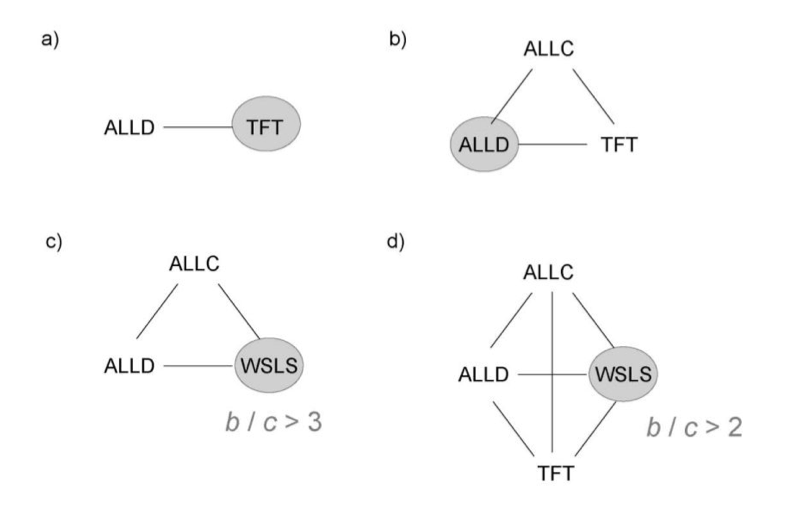 a)
ALLD
TFT
b)
ALLC
ALLD
TFT
c)
ALLC
ALLD
WSLS
b / c > 3
d)
ALLC
ALLD
WSLS
b / c > 2
TFT